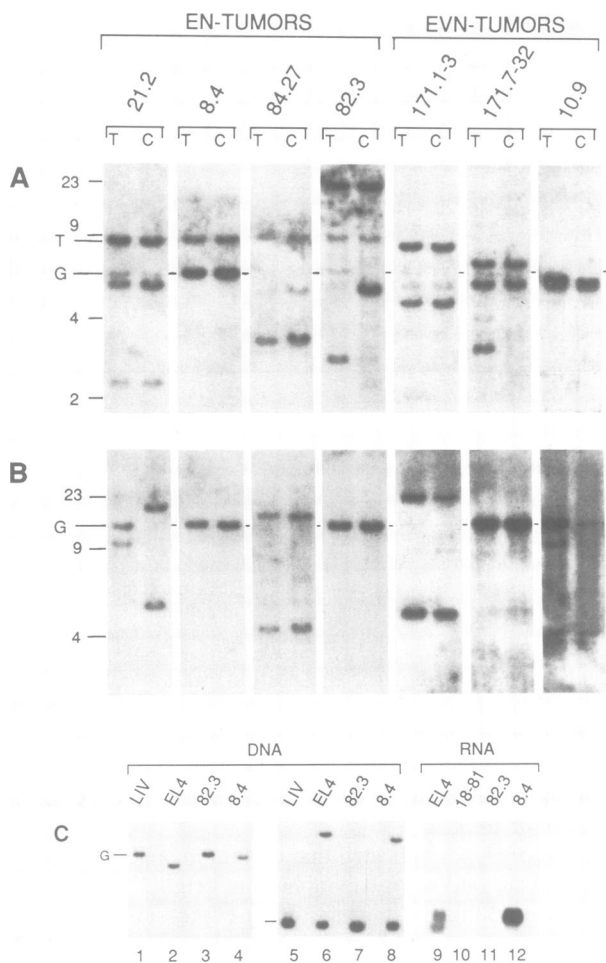 EN-TUMORS EVN-TUMORS
21.2 8.4 84.27 82.3 171.1-3 171.7-32 10.9
T C T C T C T C T C T C T C
A
23
9
T
G
4
2
B
23
G
9
4
DNA RNA
LIV EL4 82.3 8.4 LIV EL4 82.3 8.4 EL4 18-81 82.3 8.4
C
G
1 2 3 4 5 6 7 8 9 10 11 12